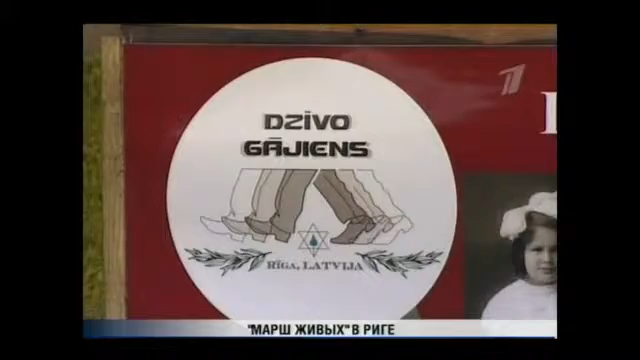 DZĪVO
GĀJIENS
RĪGA, LATVIJA
"МАРШ ЖИВЫХ" В РИГЕ